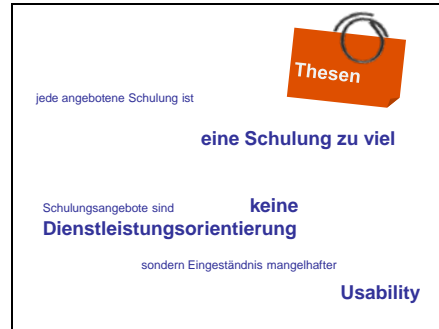 Thesen
jede angebotene Schulung ist
eine Schulung zu viel
Schulungsangebote sind keine
Dienstleistungsorientierung
sondern Eingeständnis mangelhafter
Usability